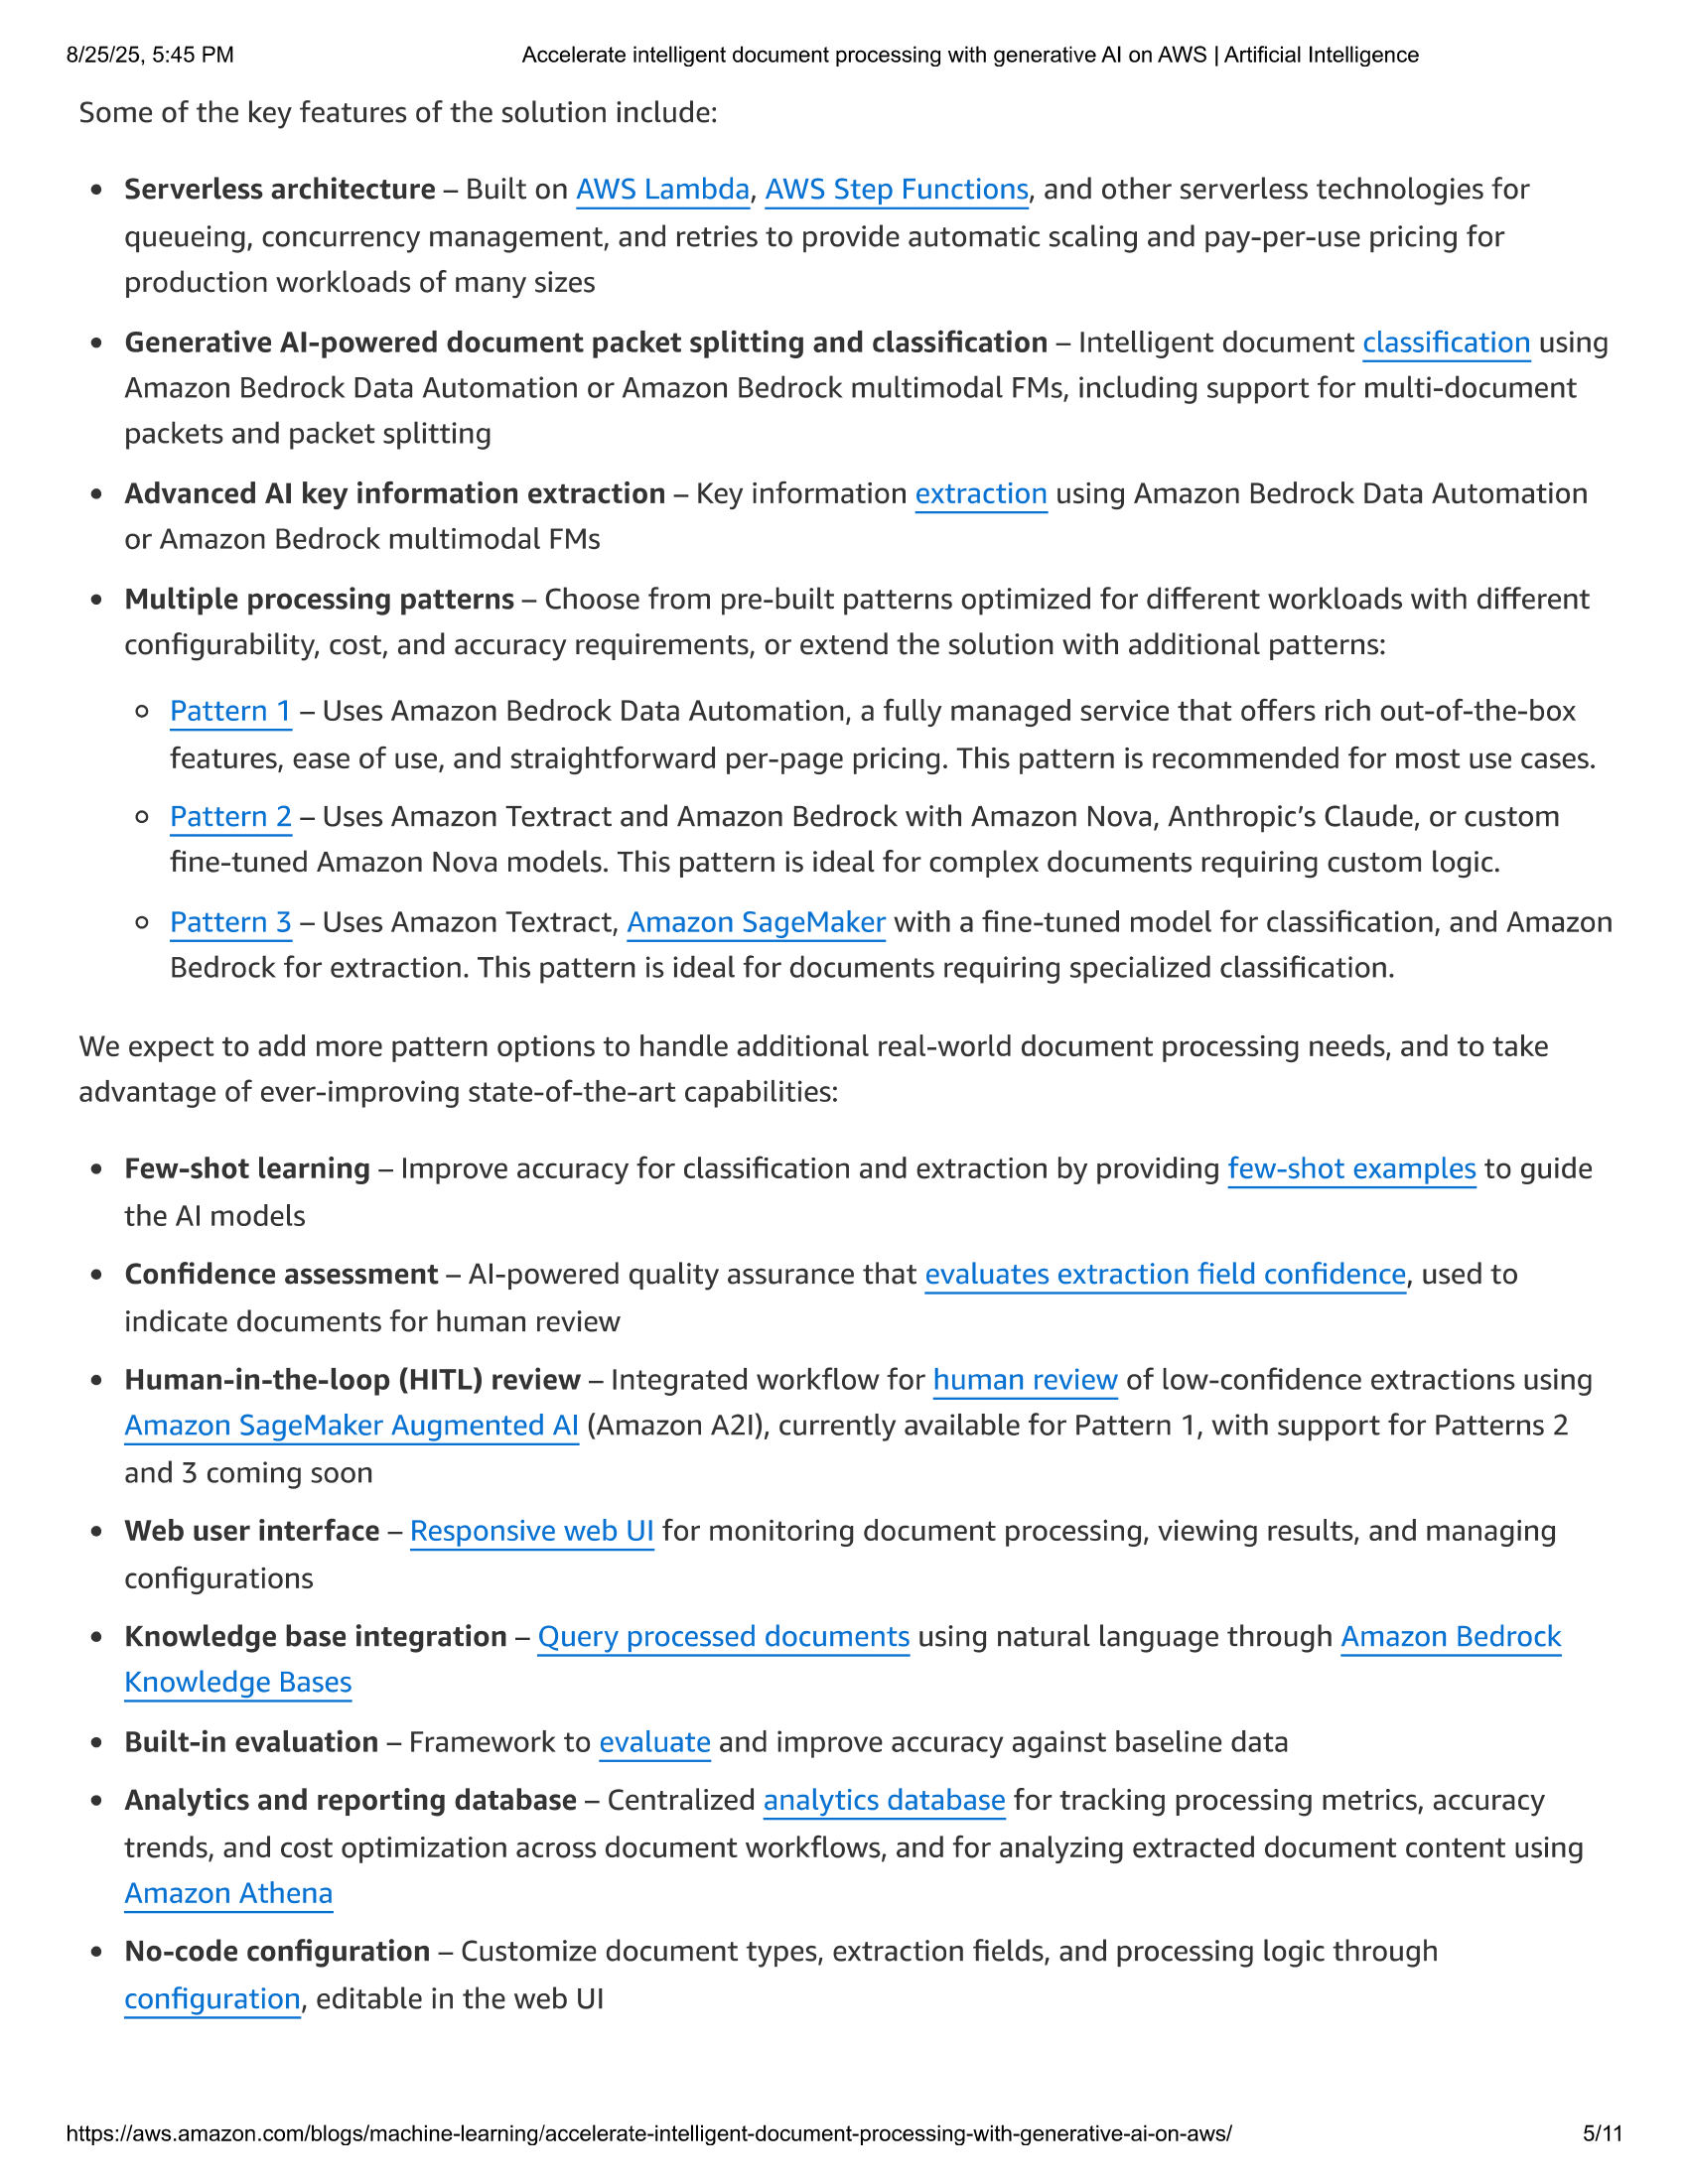 8/25/25, 5:45 PM
Accelerate intelligent document processing with generative AI on AWS | Artificial Intelligence
Some of the key features of the solution include:
• Serverless architecture – Built on AWS Lambda, AWS Step Functions, and other serverless technologies for
queueing, concurrency management, and retries to provide automatic scaling and pay-per-use pricing for
production workloads of many sizes
• Generative AI-powered document packet splitting and classification – Intelligent document classification using
Amazon Bedrock Data Automation or Amazon Bedrock multimodal FMs, including support for multi-document
packets and packet splitting
• Advanced AI key information extraction – Key information extraction using Amazon Bedrock Data Automation
or Amazon Bedrock multimodal FMs
• Multiple processing patterns – Choose from pre-built patterns optimized for different workloads with different
configurability, cost, and accuracy requirements, or extend the solution with additional patterns:
◦ Pattern 1 – Uses Amazon Bedrock Data Automation, a fully managed service that offers rich out-of-the-box
features, ease of use, and straightforward per-page pricing. This pattern is recommended for most use cases.
◦ Pattern 2 – Uses Amazon Textract and Amazon Bedrock with Amazon Nova, Anthropic’s Claude, or custom
fine-tuned Amazon Nova models. This pattern is ideal for complex documents requiring custom logic.
◦ Pattern 3 – Uses Amazon Textract, Amazon SageMaker with a fine-tuned model for classification, and Amazon
Bedrock for extraction. This pattern is ideal for documents requiring specialized classification.
We expect to add more pattern options to handle additional real-world document processing needs, and to take
advantage of ever-improving state-of-the-art capabilities:
• Few-shot learning – Improve accuracy for classification and extraction by providing few-shot examples to guide
the AI models
• Confidence assessment – AI-powered quality assurance that evaluates extraction field confidence, used to
indicate documents for human review
• Human-in-the-loop (HITL) review – Integrated workflow for human review of low-confidence extractions using
Amazon SageMaker Augmented AI (Amazon A2I), currently available for Pattern 1, with support for Patterns 2
and 3 coming soon
• Web user interface – Responsive web UI for monitoring document processing, viewing results, and managing
configurations
• Knowledge base integration – Query processed documents using natural language through Amazon Bedrock
Knowledge Bases
• Built-in evaluation – Framework to evaluate and improve accuracy against baseline data
• Analytics and reporting database – Centralized analytics database for tracking processing metrics, accuracy
trends, and cost optimization across document workflows, and for analyzing extracted document content using
Amazon Athena
• No-code configuration – Customize document types, extraction fields, and processing logic through
configuration, editable in the web UI
https://aws.amazon.com/blogs/machine-learning/accelerate-intelligent-document-processing-with-generative-ai-on-aws/
5/11